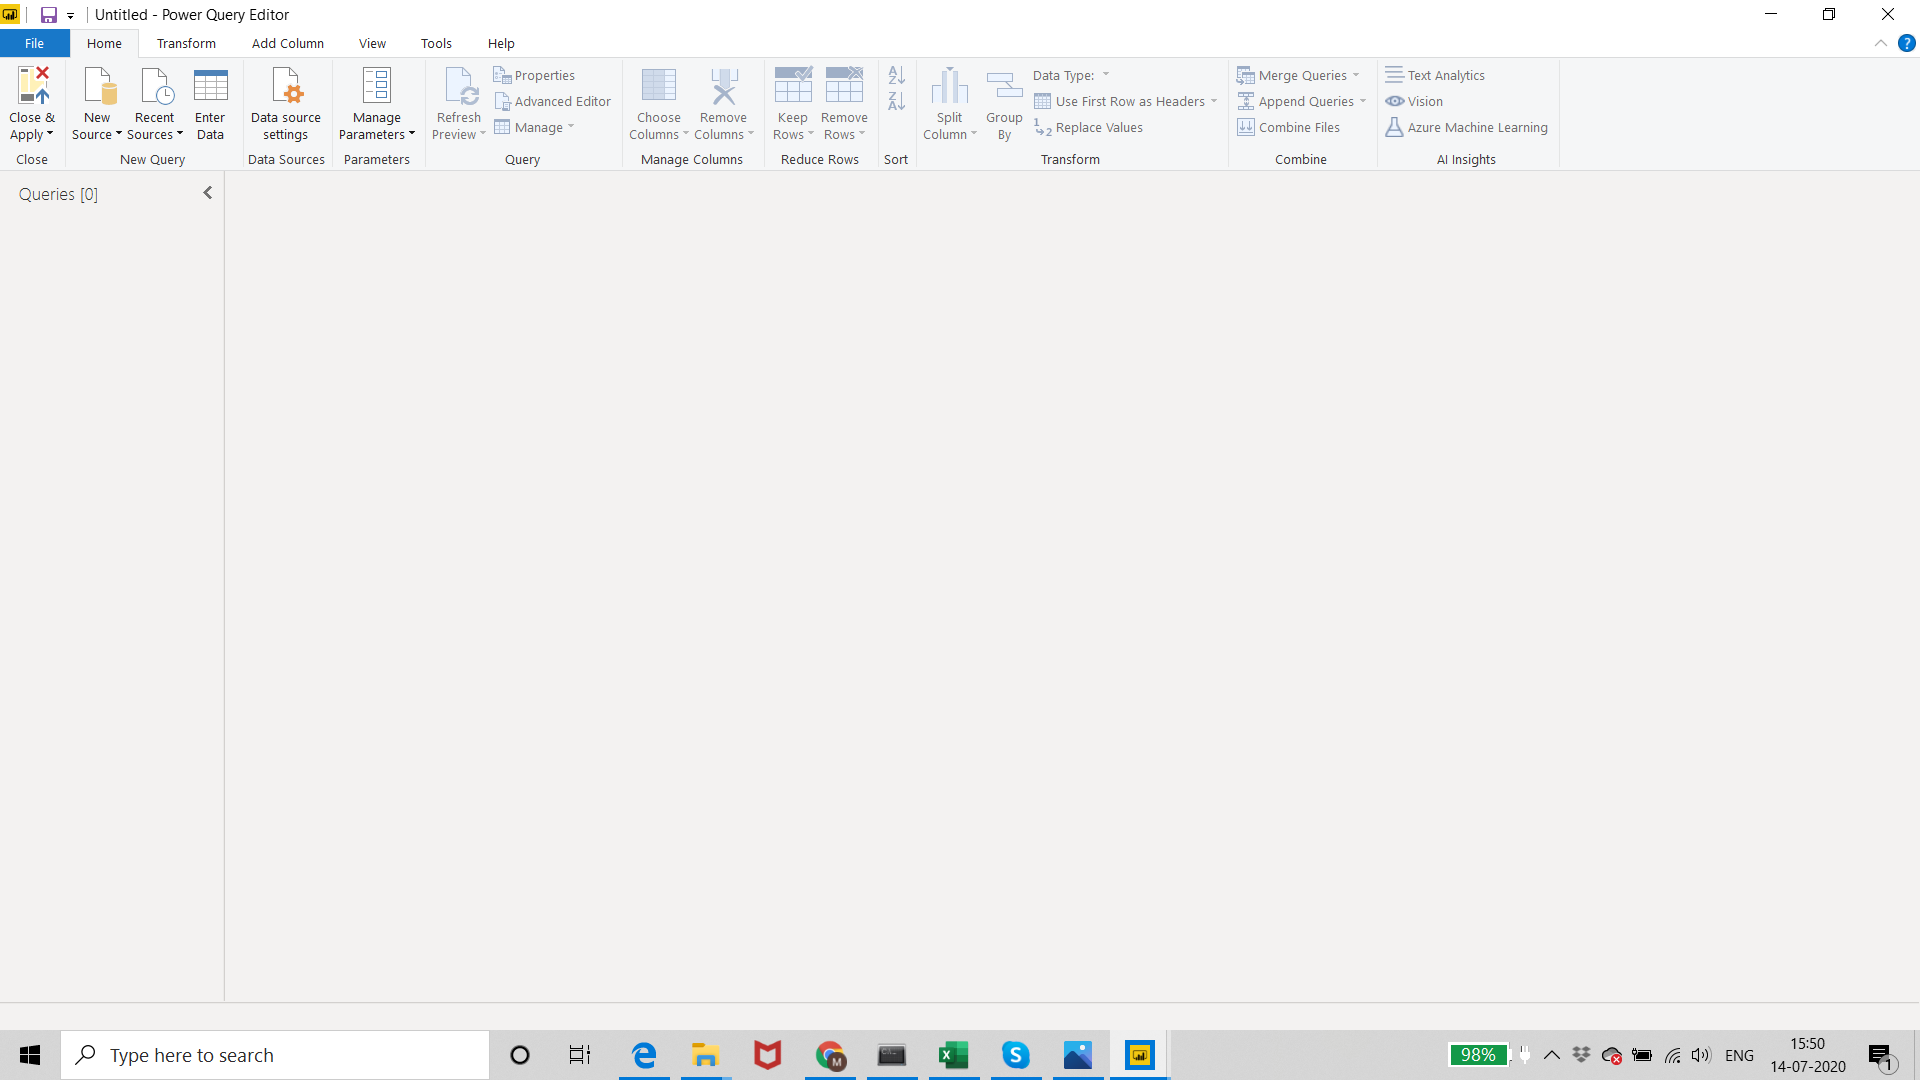 Untitled - Power Query Editor
File Home Transform Add Column View Tools Help
?
Close & Apply
Close
New Source
Recent Sources
Enter Data
New Query
Data source settings
Data Sources
Manage Parameters
Parameters
Refresh Preview
Properties
Advanced Editor
Manage
Query
Choose Columns
Remove Columns
Manage Columns
Keep Rows
Remove Rows
Reduce Rows
A
Z
Z
A
Sort
Split Column
Group By
Data Type:
Use First Row as Headers
1
2
Replace Values
Transform
Merge Queries
Append Queries
Combine Files
Combine
Text Analytics
Vision
Azure Machine Learning
AI Insights
Queries [0]
Type here to search
M
X
S
98%
ENG
15:50
14-07-2020
1